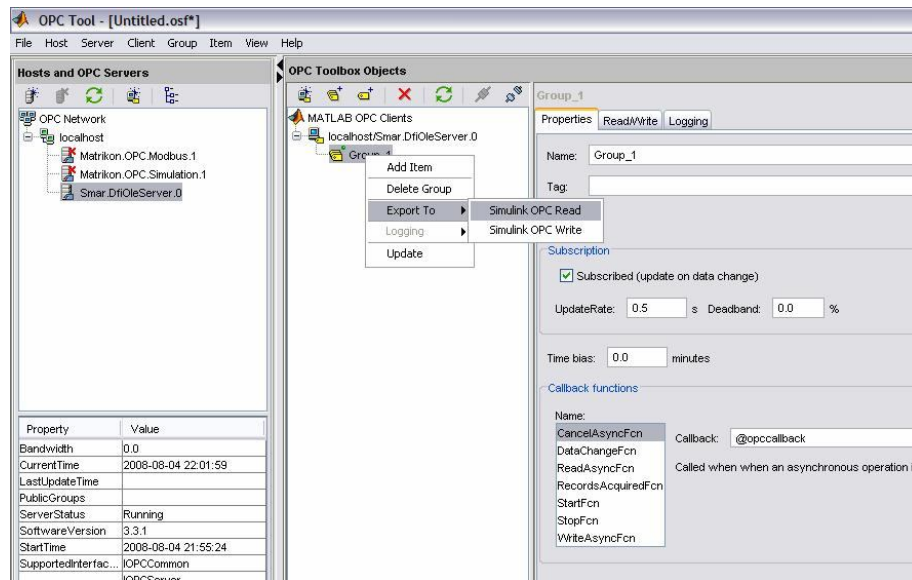 OPC Tool - [Untitled.osf*]
File Host Server Client Group Item View Help
Hosts and OPC Servers
OPC Network
localhost
Matrikon.OPC.Modbus.1
Matrikon.OPC.Simulation.1
Smar.DfiOleServer.0
Property Value
Bandwidth 0.0
CurrentTime 2008-08-04 22:01:59
LastUpdateTime
PublicGroups
ServerStatus Running
SoftwareVersion 3.3.1
StartTime 2008-08-04 21:55:24
SupportedInterfac... IOPCCommon
IOPCServer
OPC Toolbox Objects
MATLAB OPC Clients
localhost/Smar.DfiOleServer.0
Group_1
Add Item
Delete Group
Export To
Logging
Update
Simulink OPC Read
Simulink OPC Write
Group_1
Properties Read/Write Logging
Name: Group_1
Tag:
Subscription
Subscribed (update on data change)
UpdateRate: 0.5 s Deadband: 0.0 %
Time bias: 0.0 minutes
Callback functions
Name:
CancelAsyncFcn
DataChangeFcn
ReadAsyncFcn
RecordsAcquiredFcn
StartFcn
StopFcn
WriteAsyncFcn
Callback: @opccallback
Called when when an asynchronous operation